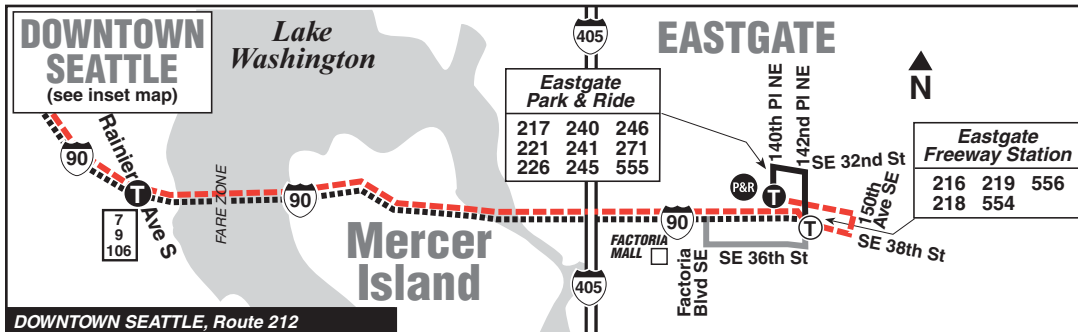 DOWNTOWN
SEATTLE
(see inset map)
Lake
Washington
405
EASTGATE
N
Eastgate
Park & Ride
217 240 246
221 241 271
226 245 555
140th Pl NE
142nd Pl NE
SE 32nd St
Eastgate
Freeway Station
216 219 556
218 554
150th
Ave SE
90
Rainier
Ave S
T
7
9
106
FARE ZONE
90
P&R
T
90
T
SE 38th St
FACTORIA
MALL
Factoria
Blvd SE
SE 36th St
Mercer
Island
405
DOWNTOWN SEATTLE, Route 212